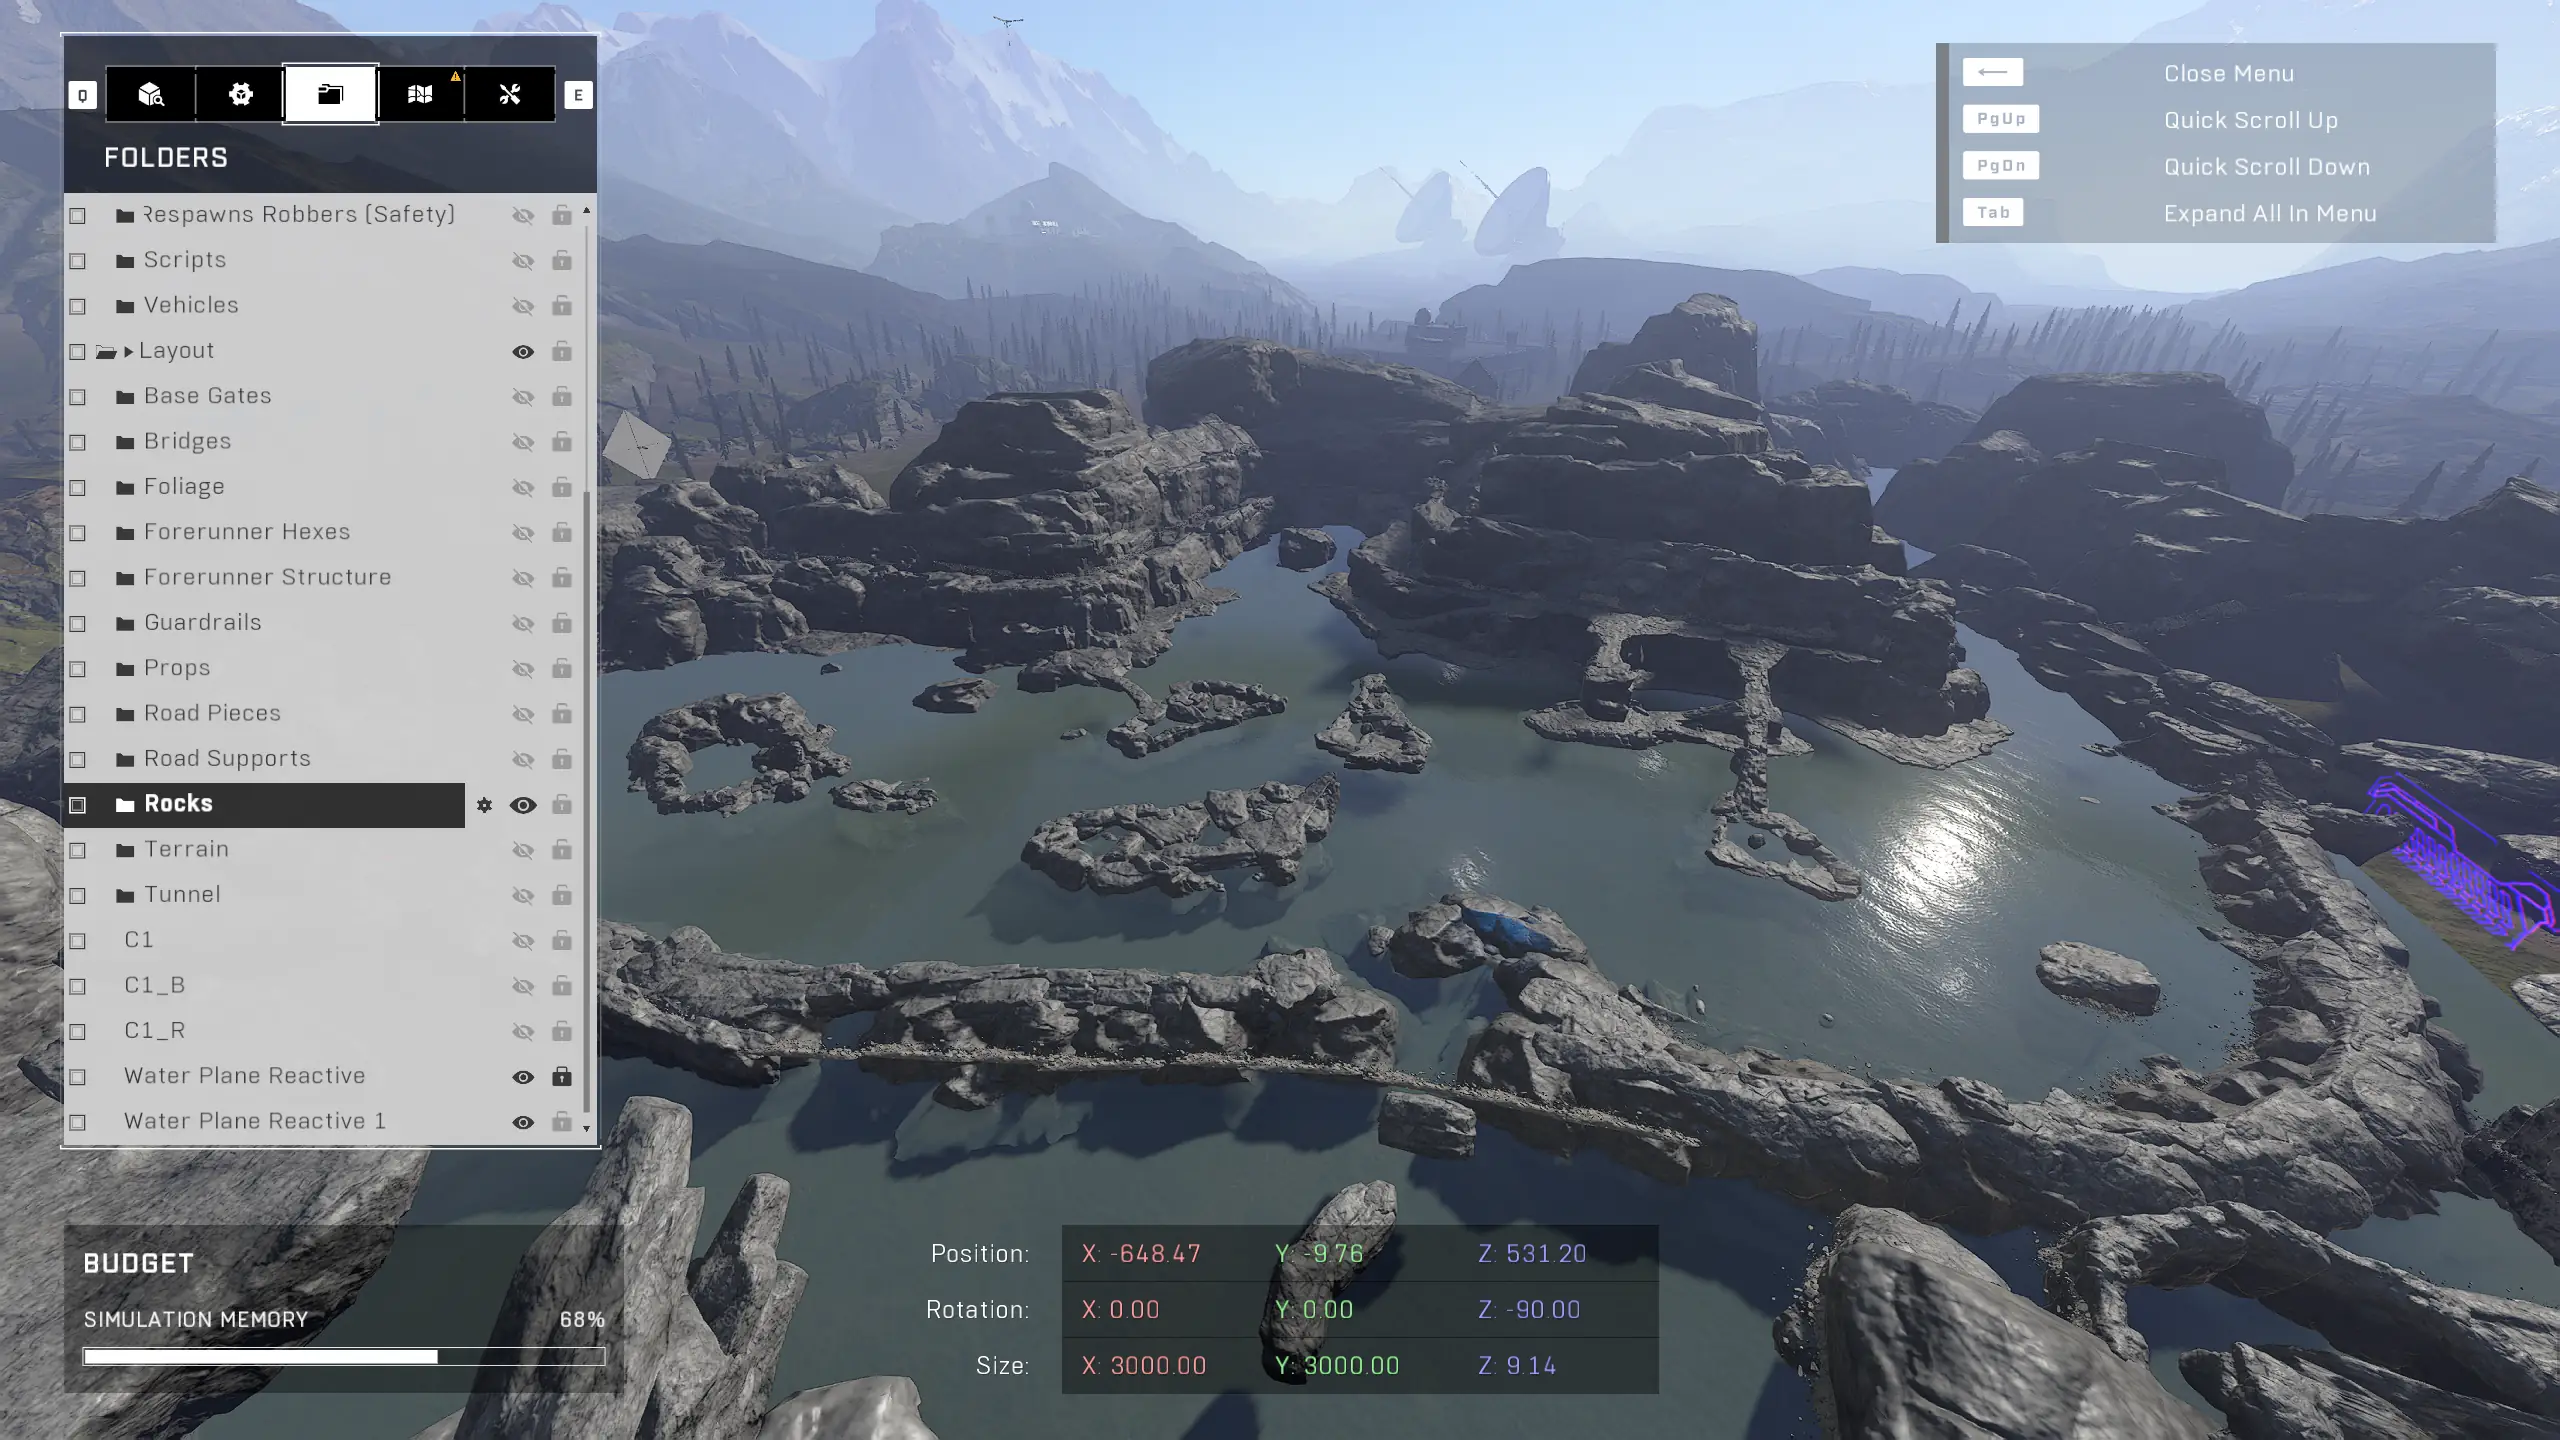 Q
E
FOLDERS
Respawns Robbers (Safety)
Scripts
Vehicles
Layout
Base Gates
Bridges
Foliage
Forerunner Hexes
Forerunner Structure
Guardrails
Props
Road Pieces
Road Supports
Rocks
Terrain
Tunnel
C1
C1_B
C1_R
Water Plane Reactive
Water Plane Reactive 1
BUDGET
SIMULATION MEMORY 68%
Close Menu
PgUp Quick Scroll Up
PgDn Quick Scroll Down
Tab Expand All In Menu
Position: X: -648.47 Y: -9.76 Z: 531.20
Rotation: X: 0.00 Y: 0.00 Z: -90.00
Size: X: 3000.00 Y: 3000.00 Z: 9.14